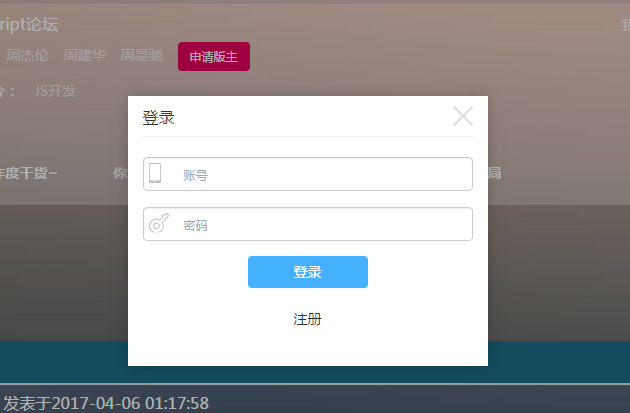 ript论坛
周杰伦 周建华 周星驰 申请版主
介： JS开发
年度干货~ 你
局
登录
账号
密码
登录
注册
发表于2017-04-06 01:17:58